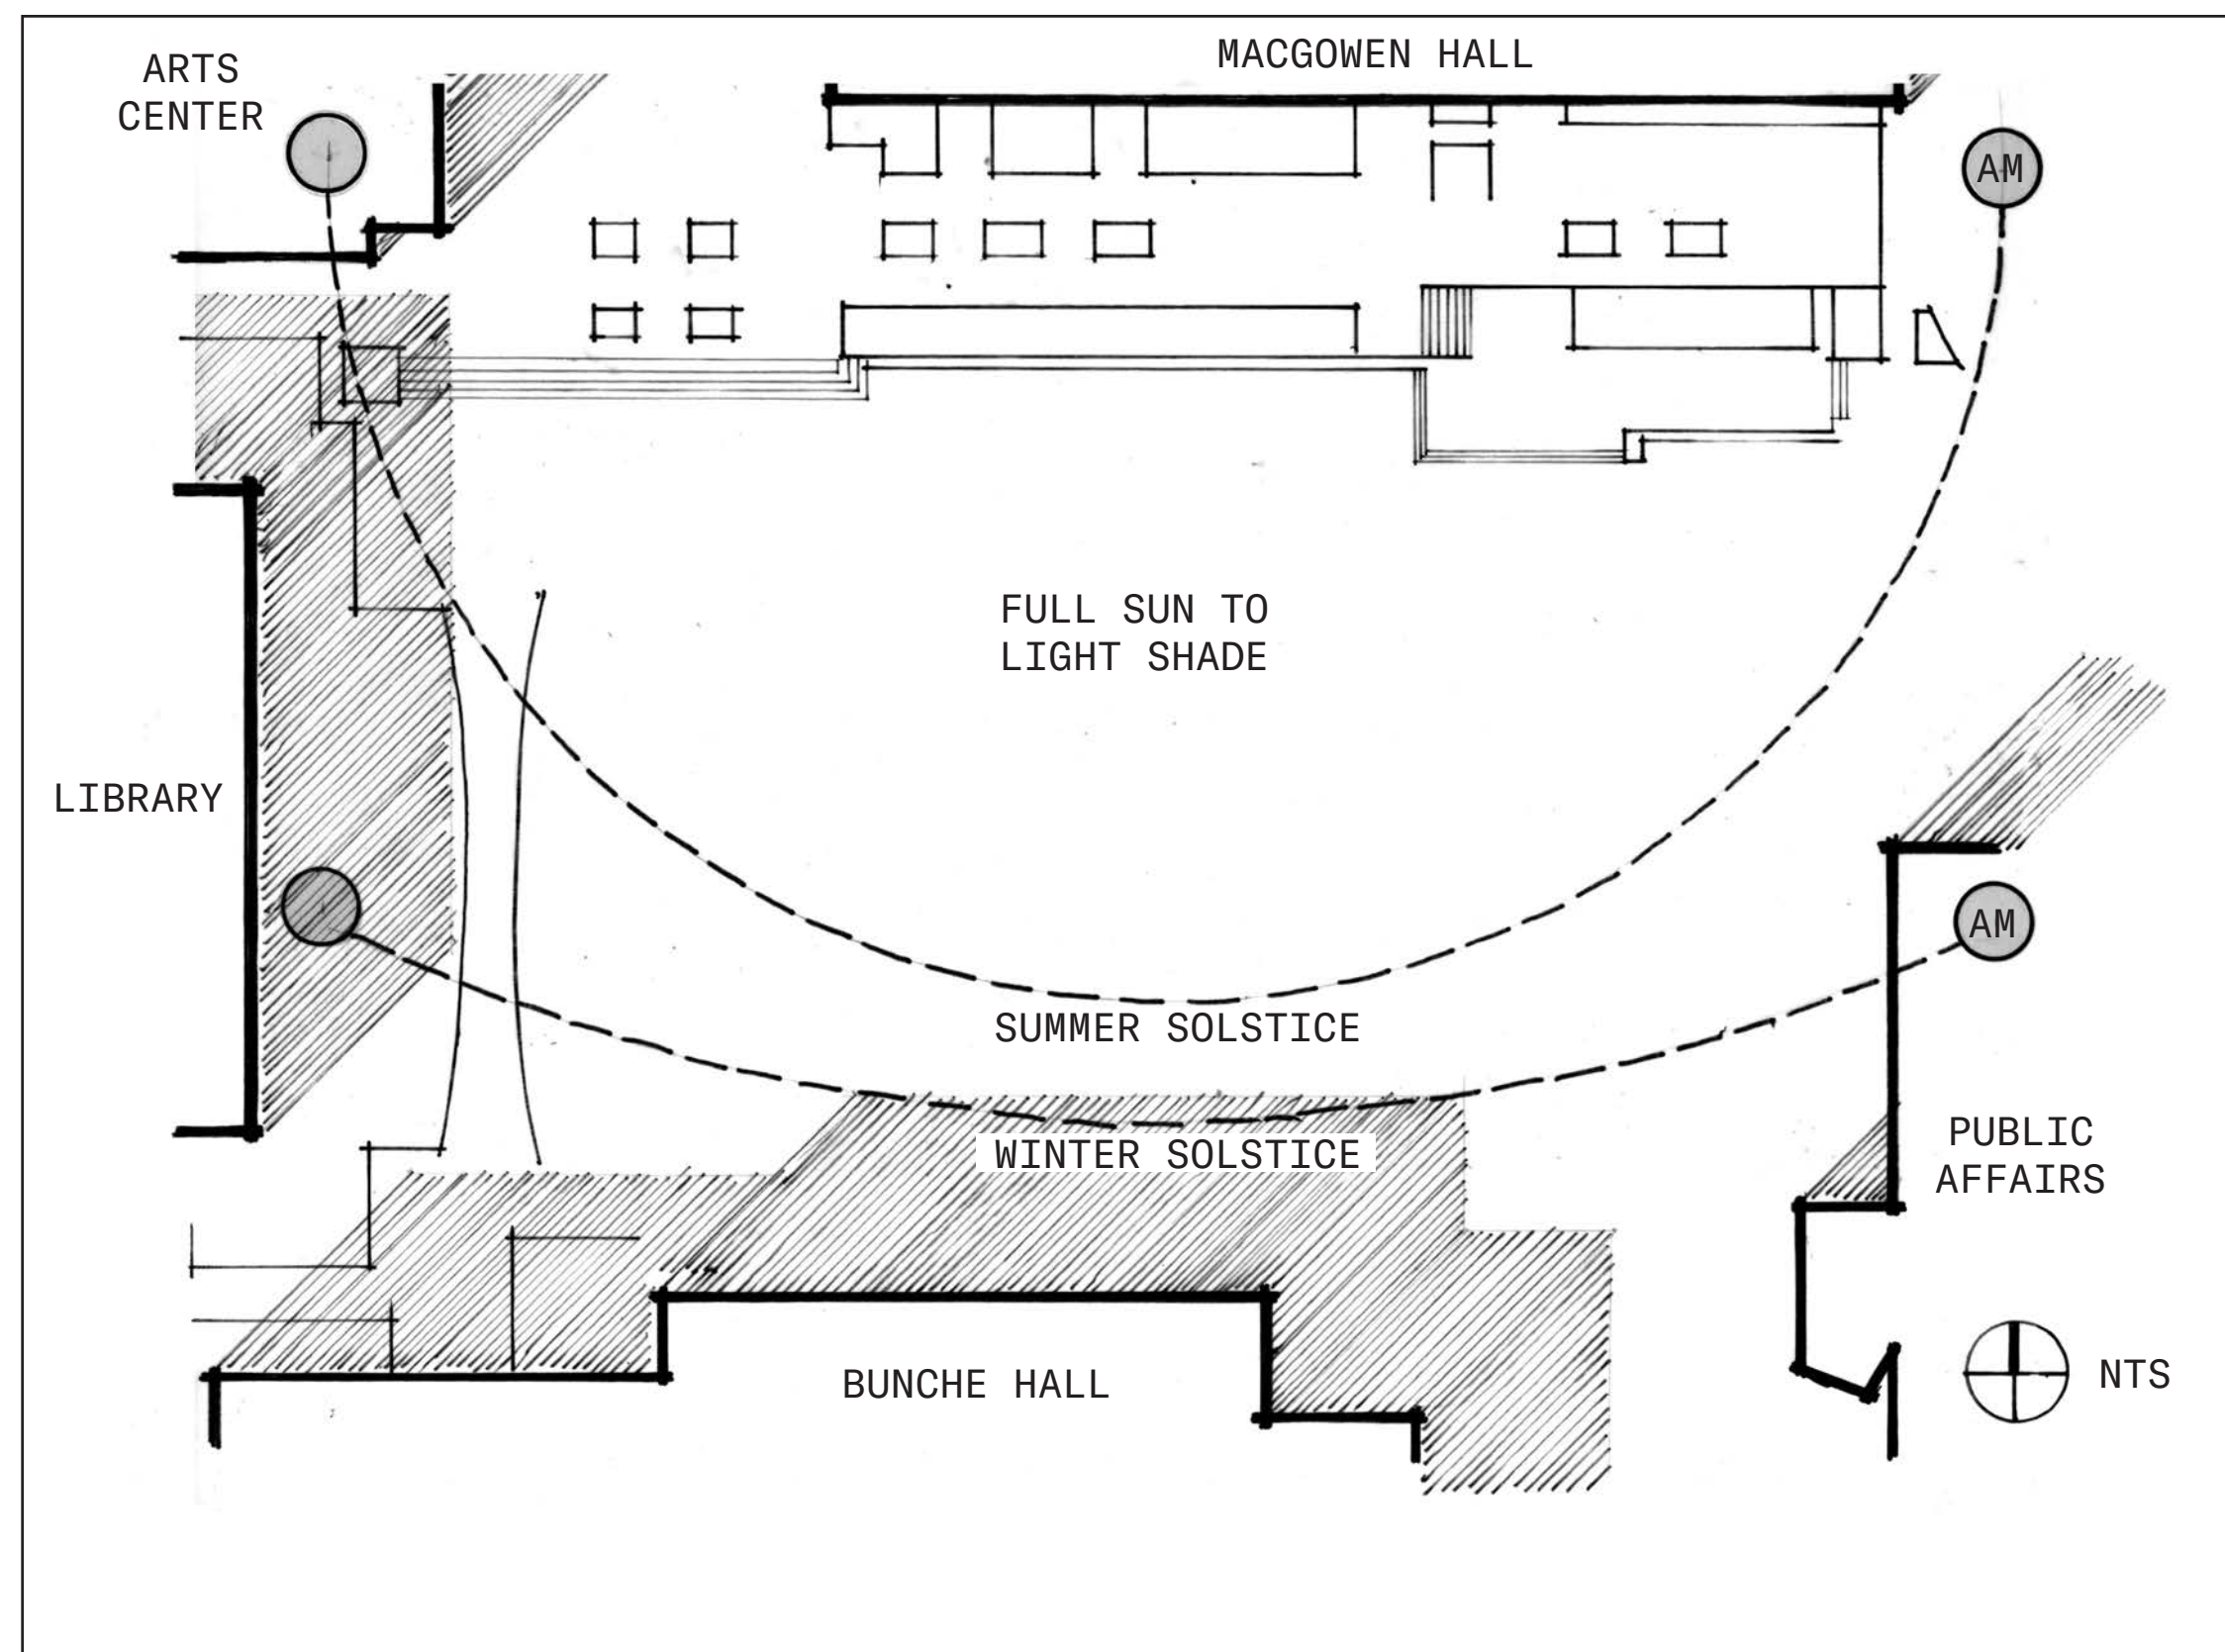 ARTS
CENTER
MACGOWEN HALL
AM
FULL SUN TO
LIGHT SHADE
LIBRARY
AM
SUMMER SOLSTICE
WINTER SOLSTICE
PUBLIC
AFFAIRS
BUNCHE HALL
NTS